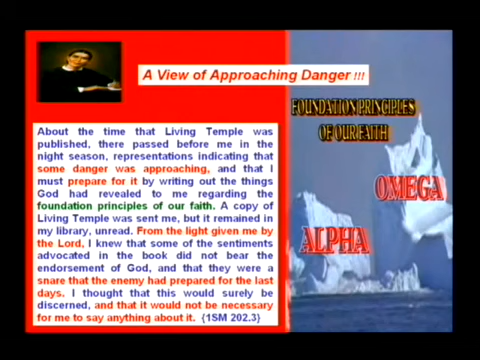 A View of Approaching Danger !!!
About the time that Living Temple was
published, there passed before me in the
night season, representations indicating that
some danger was approaching, and that I
must prepare for it by writing out the things
God had revealed to me regarding the
foundation principles of our faith. A copy of
Living Temple was sent me, but it remained in
my library, unread. From the light given me by
the Lord, I knew that some of the sentiments
advocated in the book did not bear the
endorsement of God, and that they were a
snare that the enemy had prepared for the last
days. I thought that this would surely be
discerned, and that it would not be necessary
for me to say anything about it. {1SM 202.3}
FOUNDATION PRINCIPLES
OF OUR FAITH
OMEGA
ALPHA